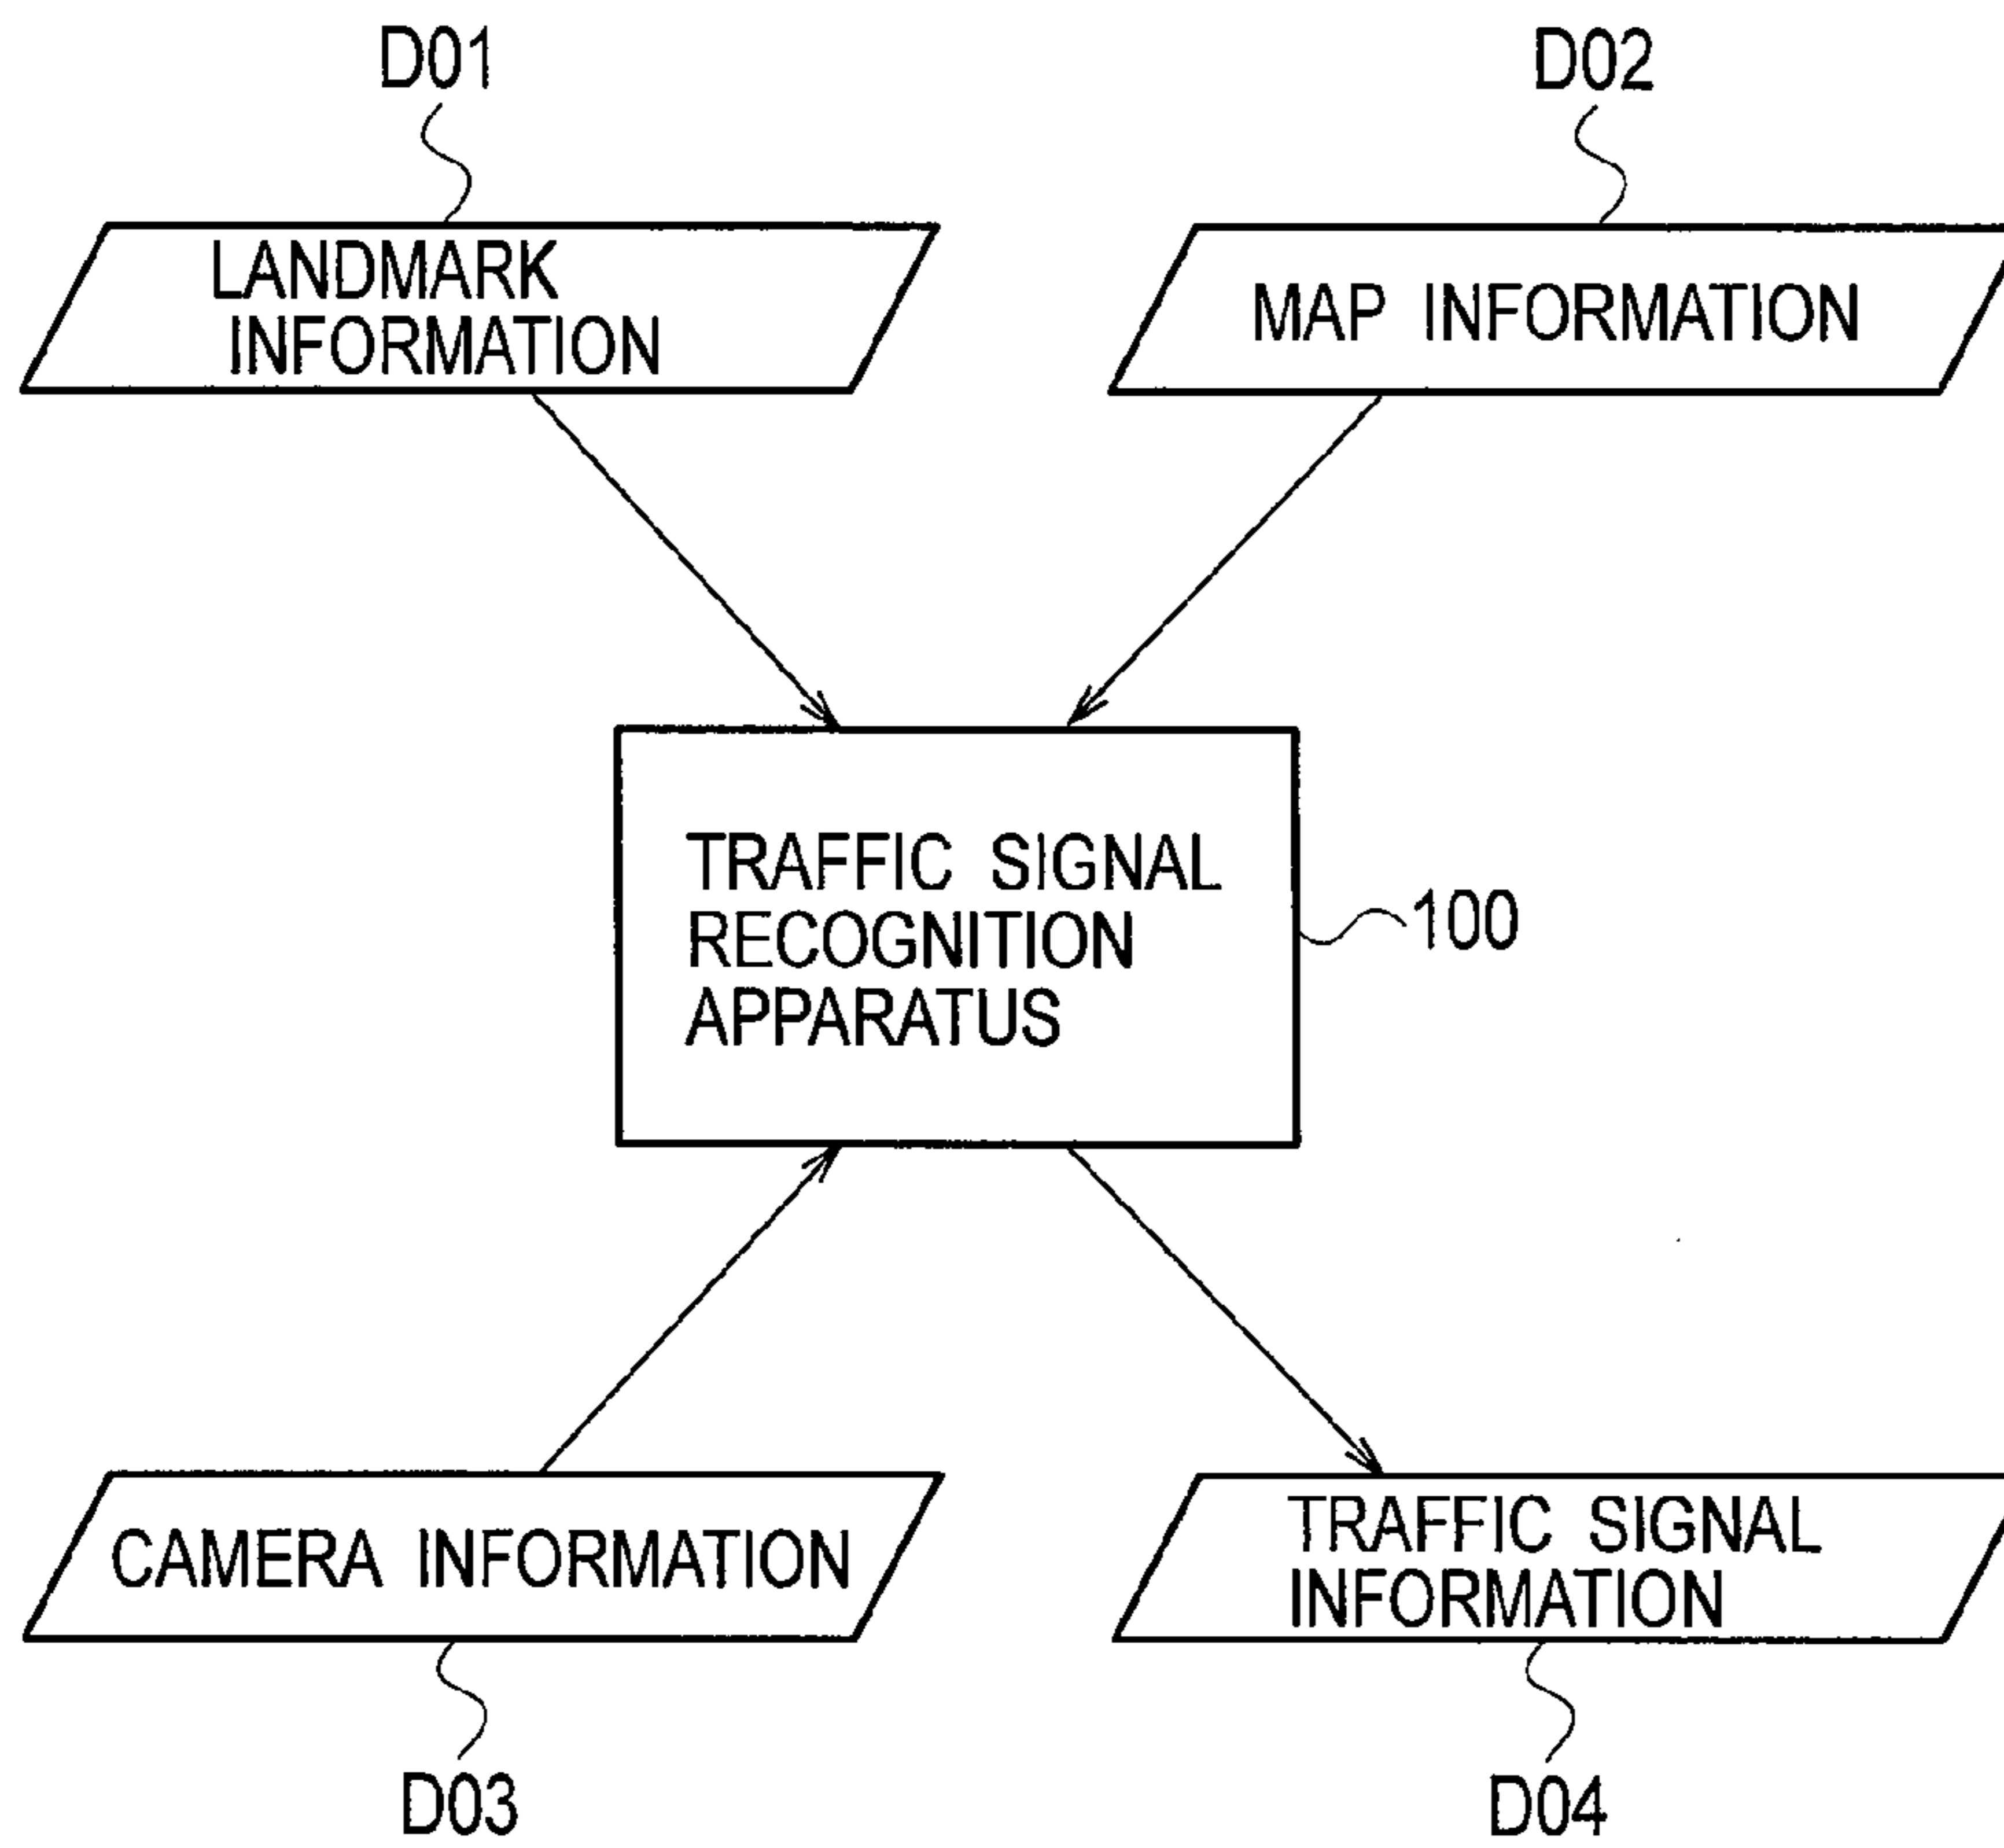 D01
D02
LANDMARK
INFORMATION
MAP INFORMATION
TRAFFIC SIGNAL
RECOGNITION
APPARATUS
100
CAMERA INFORMATION
TRAFFIC SIGNAL
INFORMATION
D03
D04